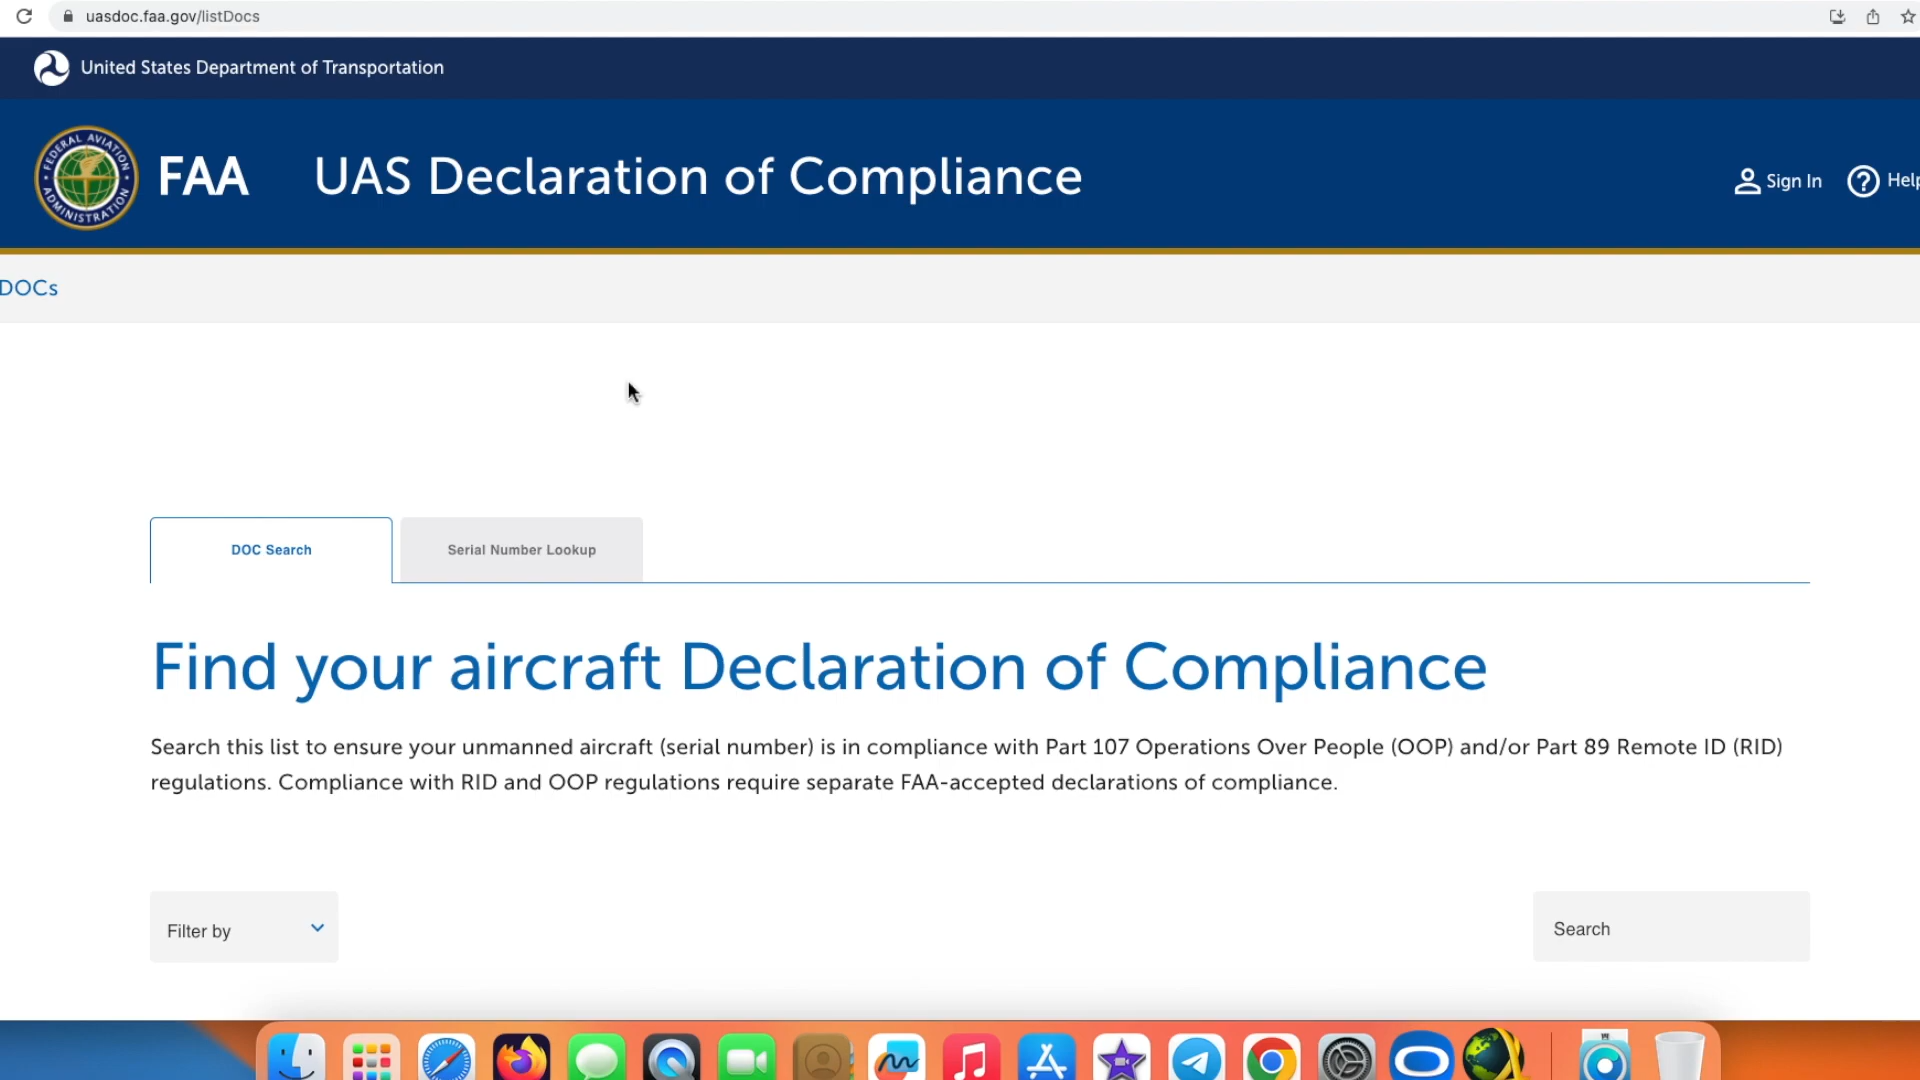 uasdoc.faa.gov/listDocs
United States Department of Transportation
FEDERAL AVIATION ADMINISTRATION
FAA
UAS Declaration of Compliance
Sign In
Help
DOCs
DOC Search
Serial Number Lookup
Find your aircraft Declaration of Compliance
Search this list to ensure your unmanned aircraft (serial number) is in compliance with Part 107 Operations Over People (OOP) and/or Part 89 Remote ID (RID)
regulations. Compliance with RID and OOP regulations require separate FAA-accepted declarations of compliance.
Filter by
Search